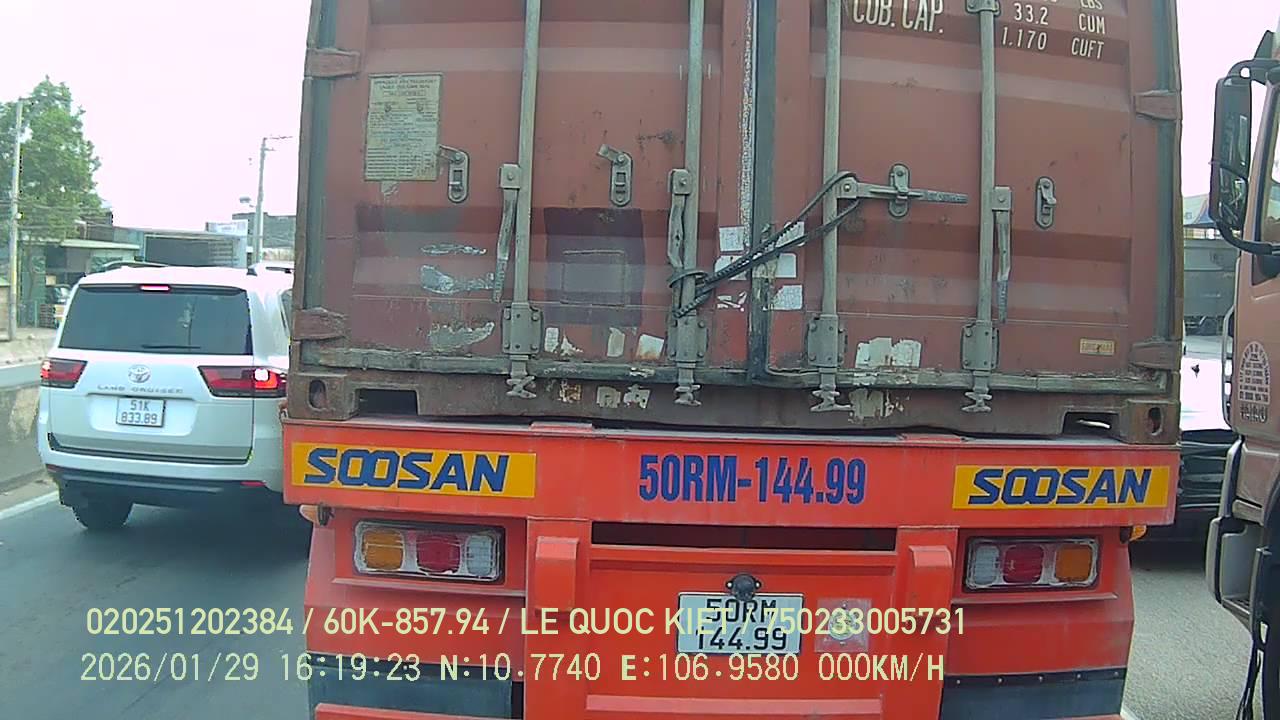 CUB. CAP.
LBS
33.2 CUM
1.170 CUFT
LAND CRUISER
51K
833.89
SOOSAN
50RM-144.99
SOOSAN
50RM
144.99
020251202384 / 60K-857.94 / LE QUOC KIET / 750233005731
2026/01/29 16:19:23 N:10.7740 E:106.9580 000KM/H